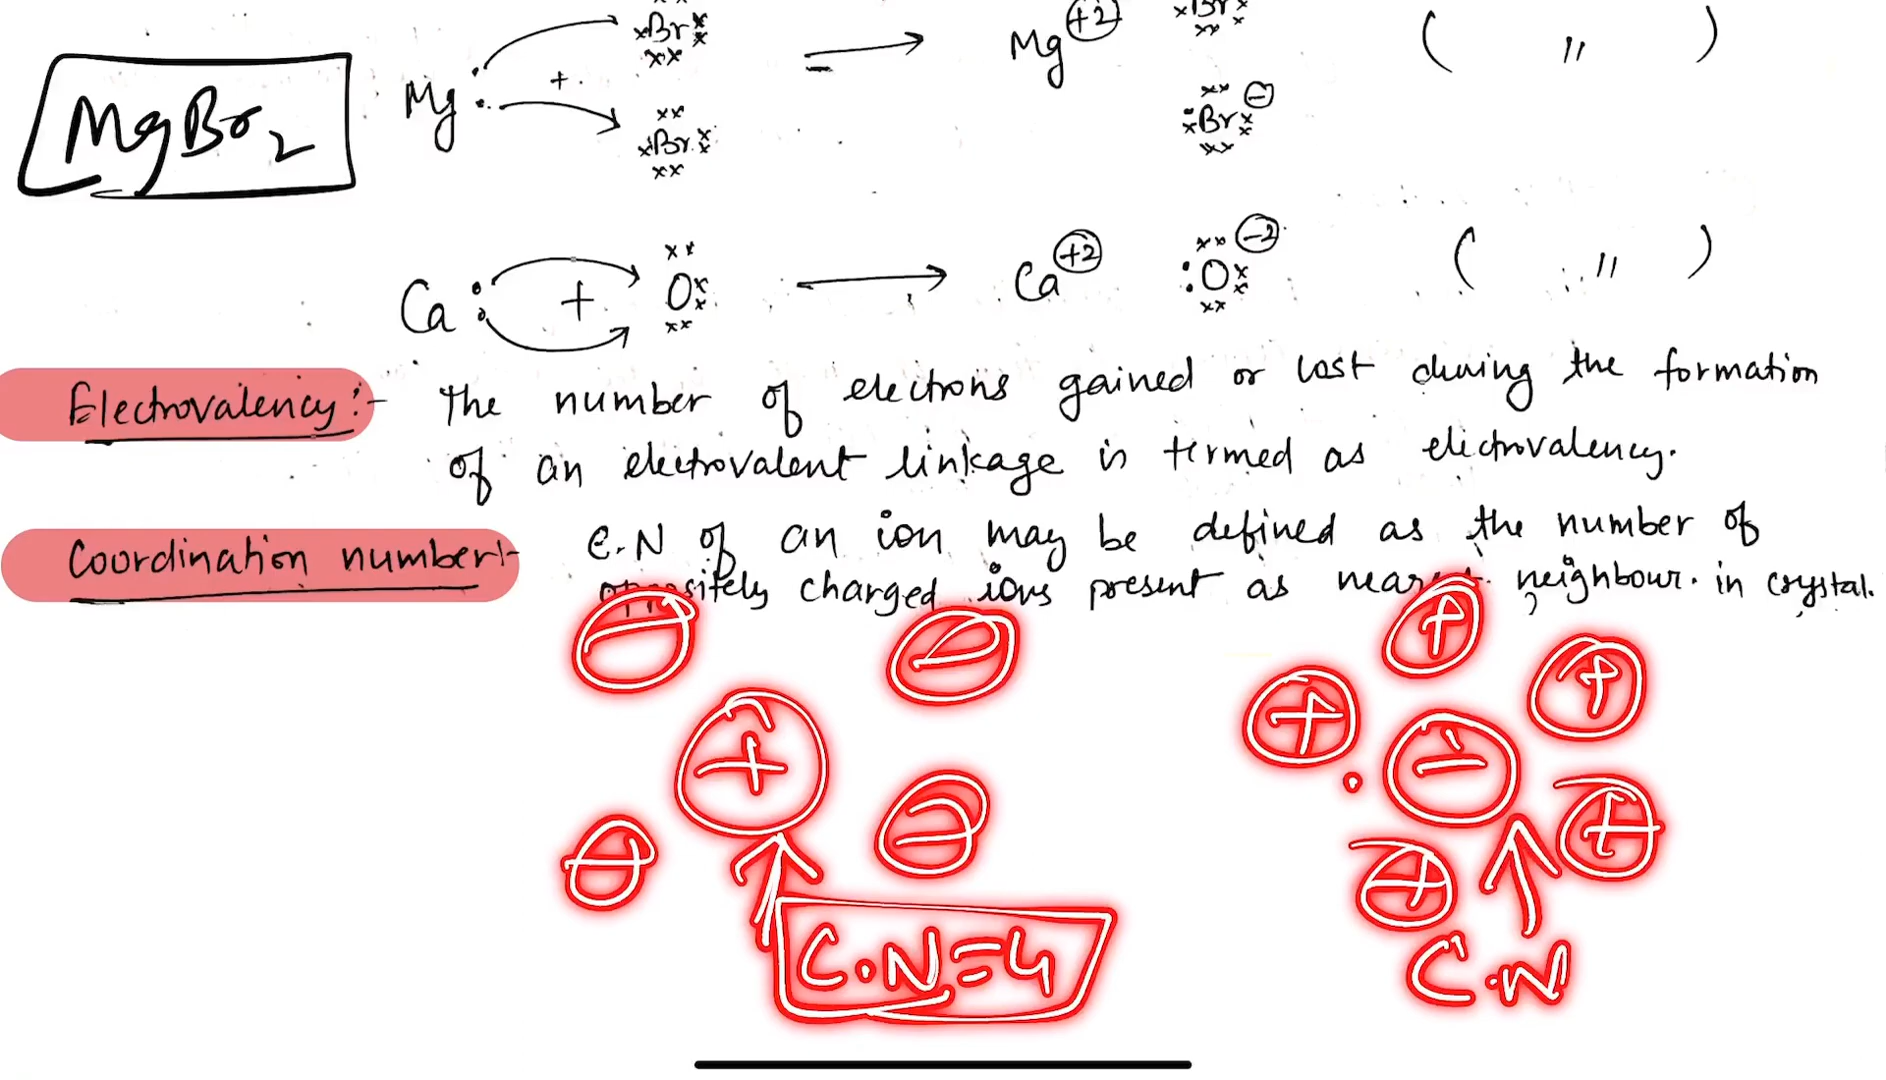 Br
Mg + Br → Mg +2 Br
MgBr2
Br −
Ca + O → Ca +2 O −2 ( " )
Electrovalency:- The number of electrons gained or lost during the formation
of an electrovalent linkage is termed as electrovalency.
Coordination number:- C.N of an ion may be defined as the number of
oppositely charged ions present as nearest neighbour in crystal.
− − + + +
+ −
− − + +
C.N=4 C.N